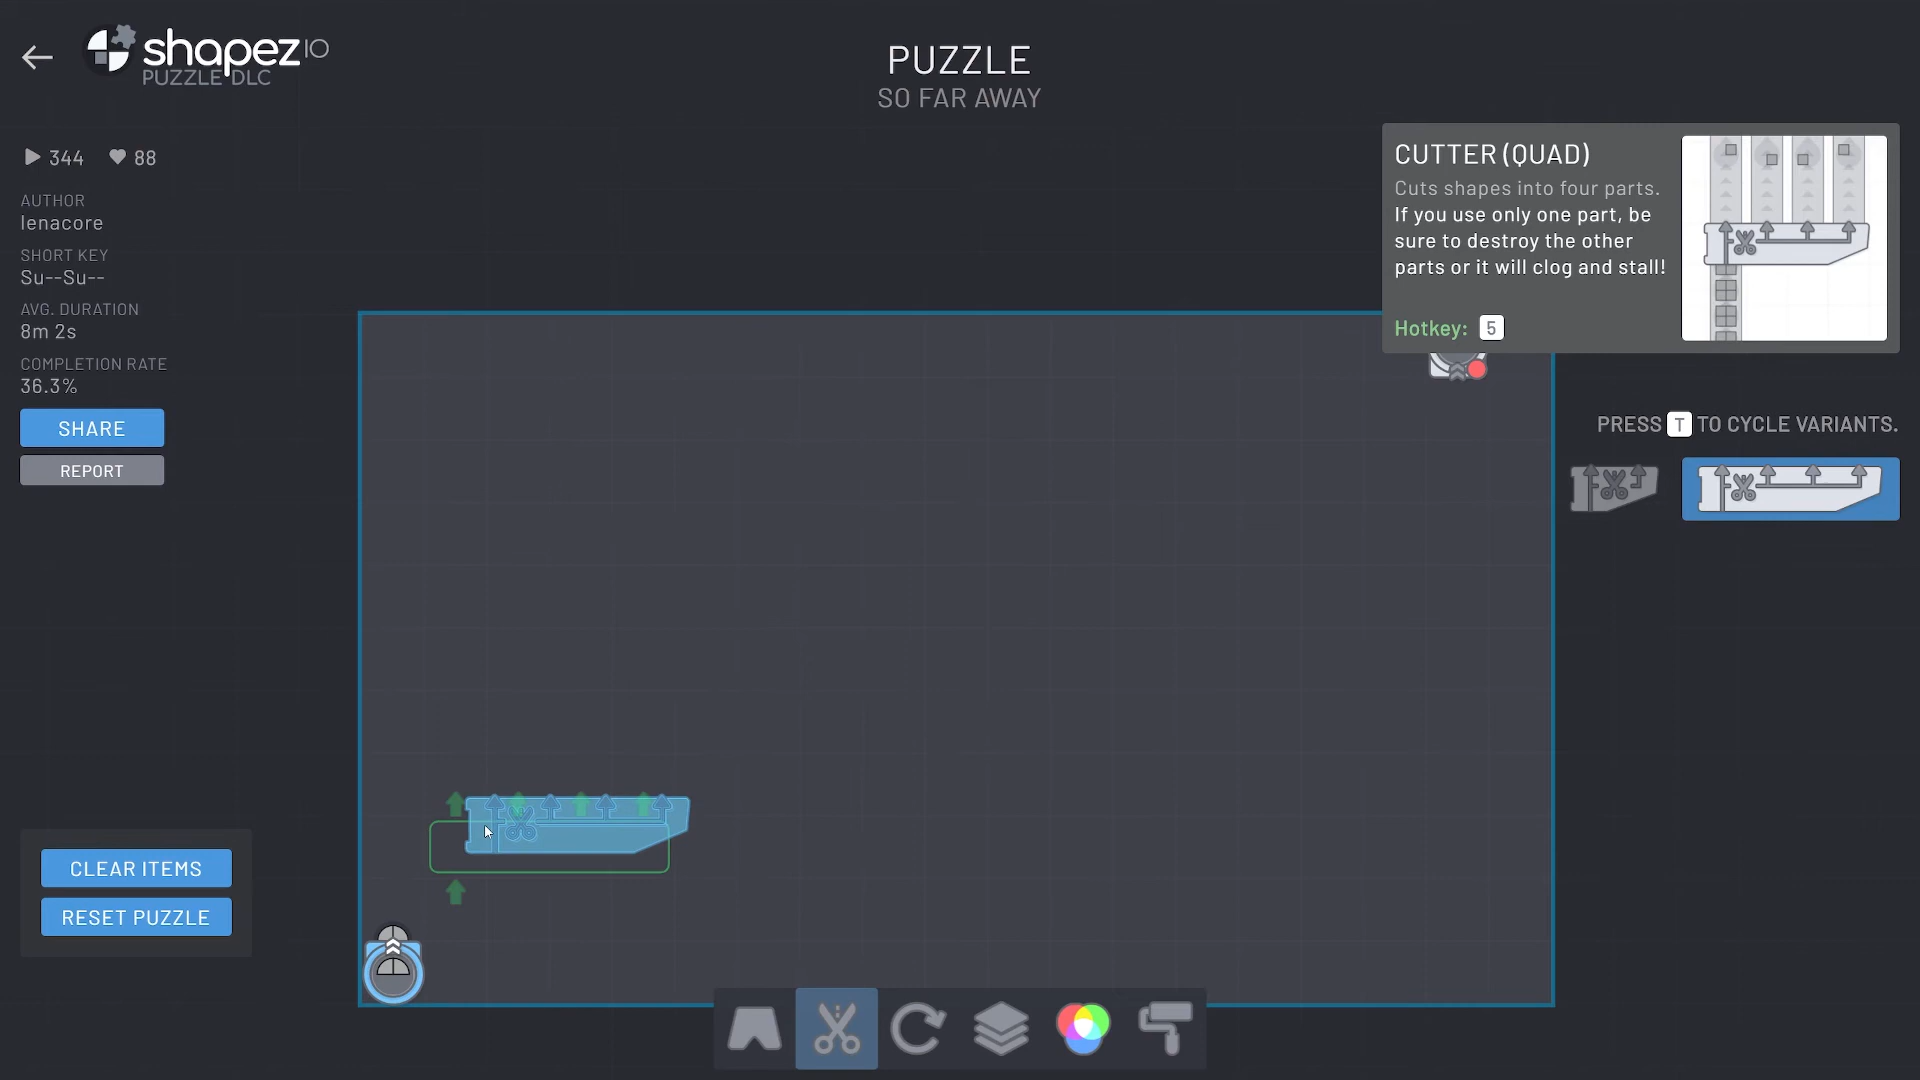 shapez IO
PUZZLE DLC
PUZZLE
SO FAR AWAY
344 88
AUTHOR
lenacore
SHORT KEY
Su--Su--
AVG. DURATION
8m 2s
COMPLETION RATE
36.3%
SHARE
REPORT
CUTTER (QUAD)
Cuts shapes into four parts.
If you use only one part, be
sure to destroy the other
parts or it will clog and stall!
Hotkey: 5
PRESS T TO CYCLE VARIANTS.
CLEAR ITEMS
RESET PUZZLE